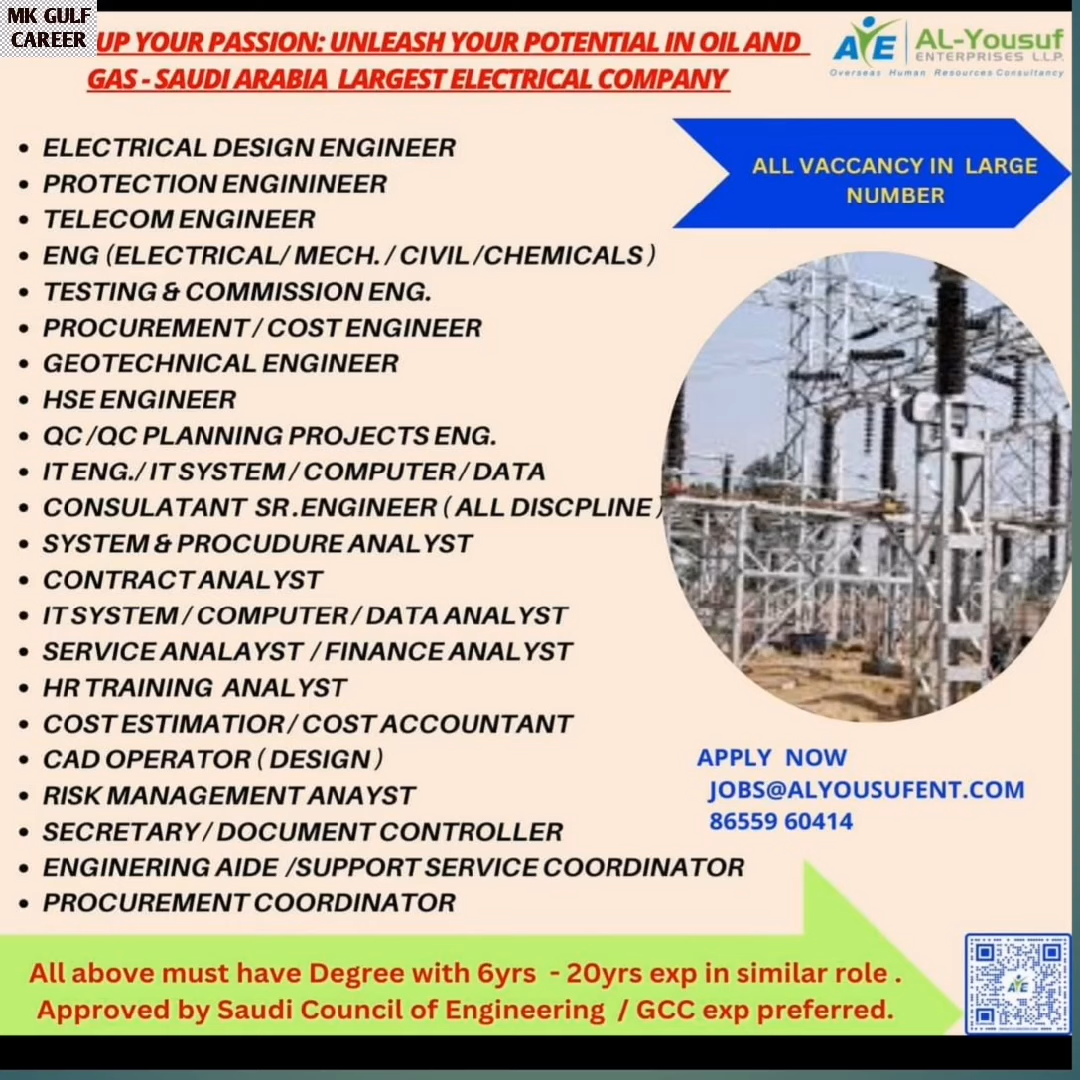 MK GULF
CAREER
UP YOUR PASSION: UNLEASH YOUR POTENTIAL IN OIL AND
GAS - SAUDI ARABIA LARGEST ELECTRICAL COMPANY
AYE AL-Yousuf
ENTERPRISES LLP.
Overseas Human Resources Consultancy
ALL VACCANCY IN LARGE
NUMBER
• ELECTRICAL DESIGN ENGINEER
• PROTECTION ENGININEER
• TELECOM ENGINEER
• ENG (ELECTRICAL/ MECH. / CIVIL /CHEMICALS )
• TESTING & COMMISSION ENG.
• PROCUREMENT / COST ENGINEER
• GEOTECHNICAL ENGINEER
• HSE ENGINEER
• QC /QC PLANNING PROJECTS ENG.
• IT ENG./ IT SYSTEM / COMPUTER / DATA
• CONSULATANT SR .ENGINEER ( ALL DISCPLINE )
• SYSTEM & PROCUDURE ANALYST
• CONTRACT ANALYST
• IT SYSTEM / COMPUTER / DATA ANALYST
• SERVICE ANALAYST / FINANCE ANALYST
• HR TRAINING ANALYST
• COST ESTIMATIOR / COST ACCOUNTANT
• CAD OPERATOR ( DESIGN )
• RISK MANAGEMENT ANAYST
• SECRETARY / DOCUMENT CONTROLLER
• ENGINERING AIDE /SUPPORT SERVICE COORDINATOR
• PROCUREMENT COORDINATOR
APPLY NOW
JOBS@ALYOUSUFENT.COM
86559 60414
All above must have Degree with 6yrs - 20yrs exp in similar role .
Approved by Saudi Council of Engineering / GCC exp preferred.
AYE